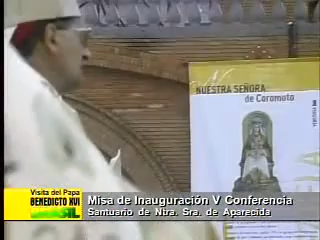 NUESTRA SEÑORA
de Coromoto
Visita del Papa
BENEDICTO XVI
BRASIL
Misa de Inauguración V Conferencia
Santuario de Ntra. Sra. de Aparecida